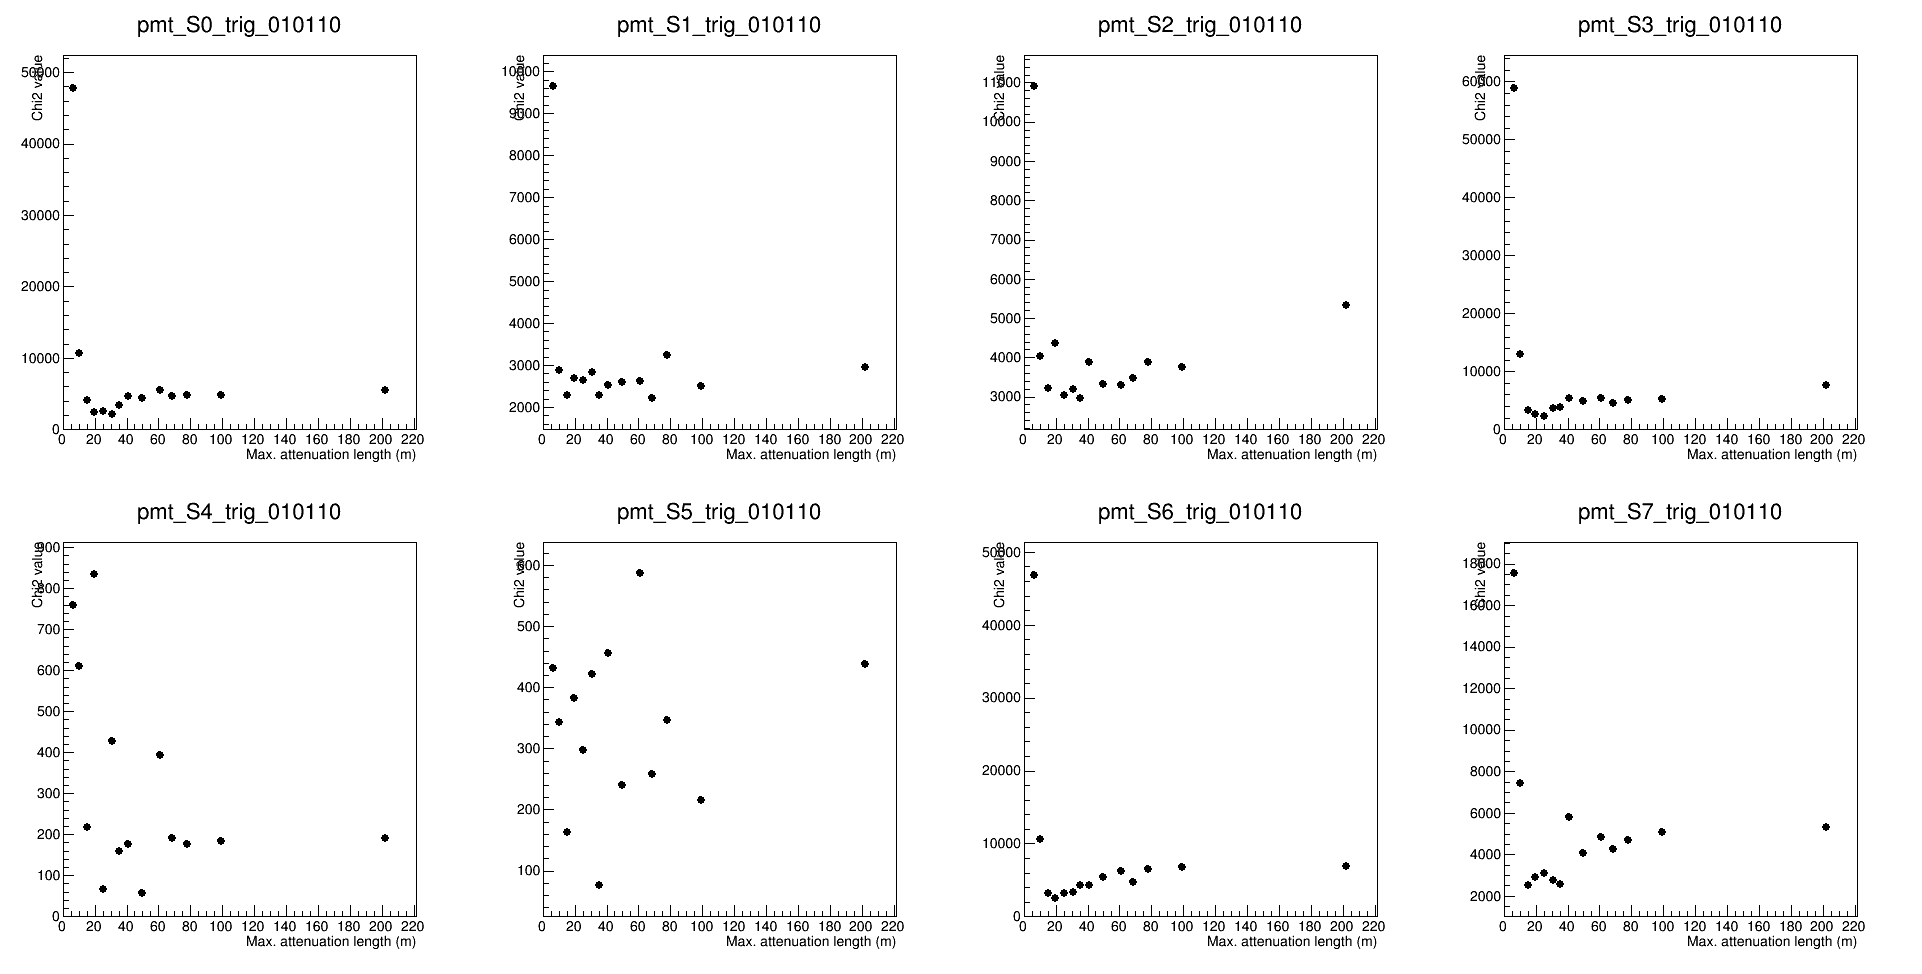 pmt_S0_trig_010110
Chi2 value
50000
40000
30000
20000
10000
0
0 20 40 60 80 100 120 140 160 180 200 220
Max. attenuation length (m)
pmt_S1_trig_010110
Chi2 value
10000
9000
8000
7000
6000
5000
4000
3000
2000
0 20 40 60 80 100 120 140 160 180 200 220
Max. attenuation length (m)
pmt_S2_trig_010110
Chi2 value
11000
10000
9000
8000
7000
6000
5000
4000
3000
0 20 40 60 80 100 120 140 160 180 200 220
Max. attenuation length (m)
pmt_S3_trig_010110
Chi2 value
60000
50000
40000
30000
20000
10000
0
0 20 40 60 80 100 120 140 160 180 200 220
Max. attenuation length (m)
pmt_S4_trig_010110
Chi2 value
900
800
700
600
500
400
300
200
100
0
0 20 40 60 80 100 120 140 160 180 200 220
Max. attenuation length (m)
pmt_S5_trig_010110
Chi2 value
600
500
400
300
200
100
0 20 40 60 80 100 120 140 160 180 200 220
Max. attenuation length (m)
pmt_S6_trig_010110
Chi2 value
50000
40000
30000
20000
10000
0
0 20 40 60 80 100 120 140 160 180 200 220
Max. attenuation length (m)
pmt_S7_trig_010110
Chi2 value
18000
16000
14000
12000
10000
8000
6000
4000
2000
0 20 40 60 80 100 120 140 160 180 200 220
Max. attenuation length (m)